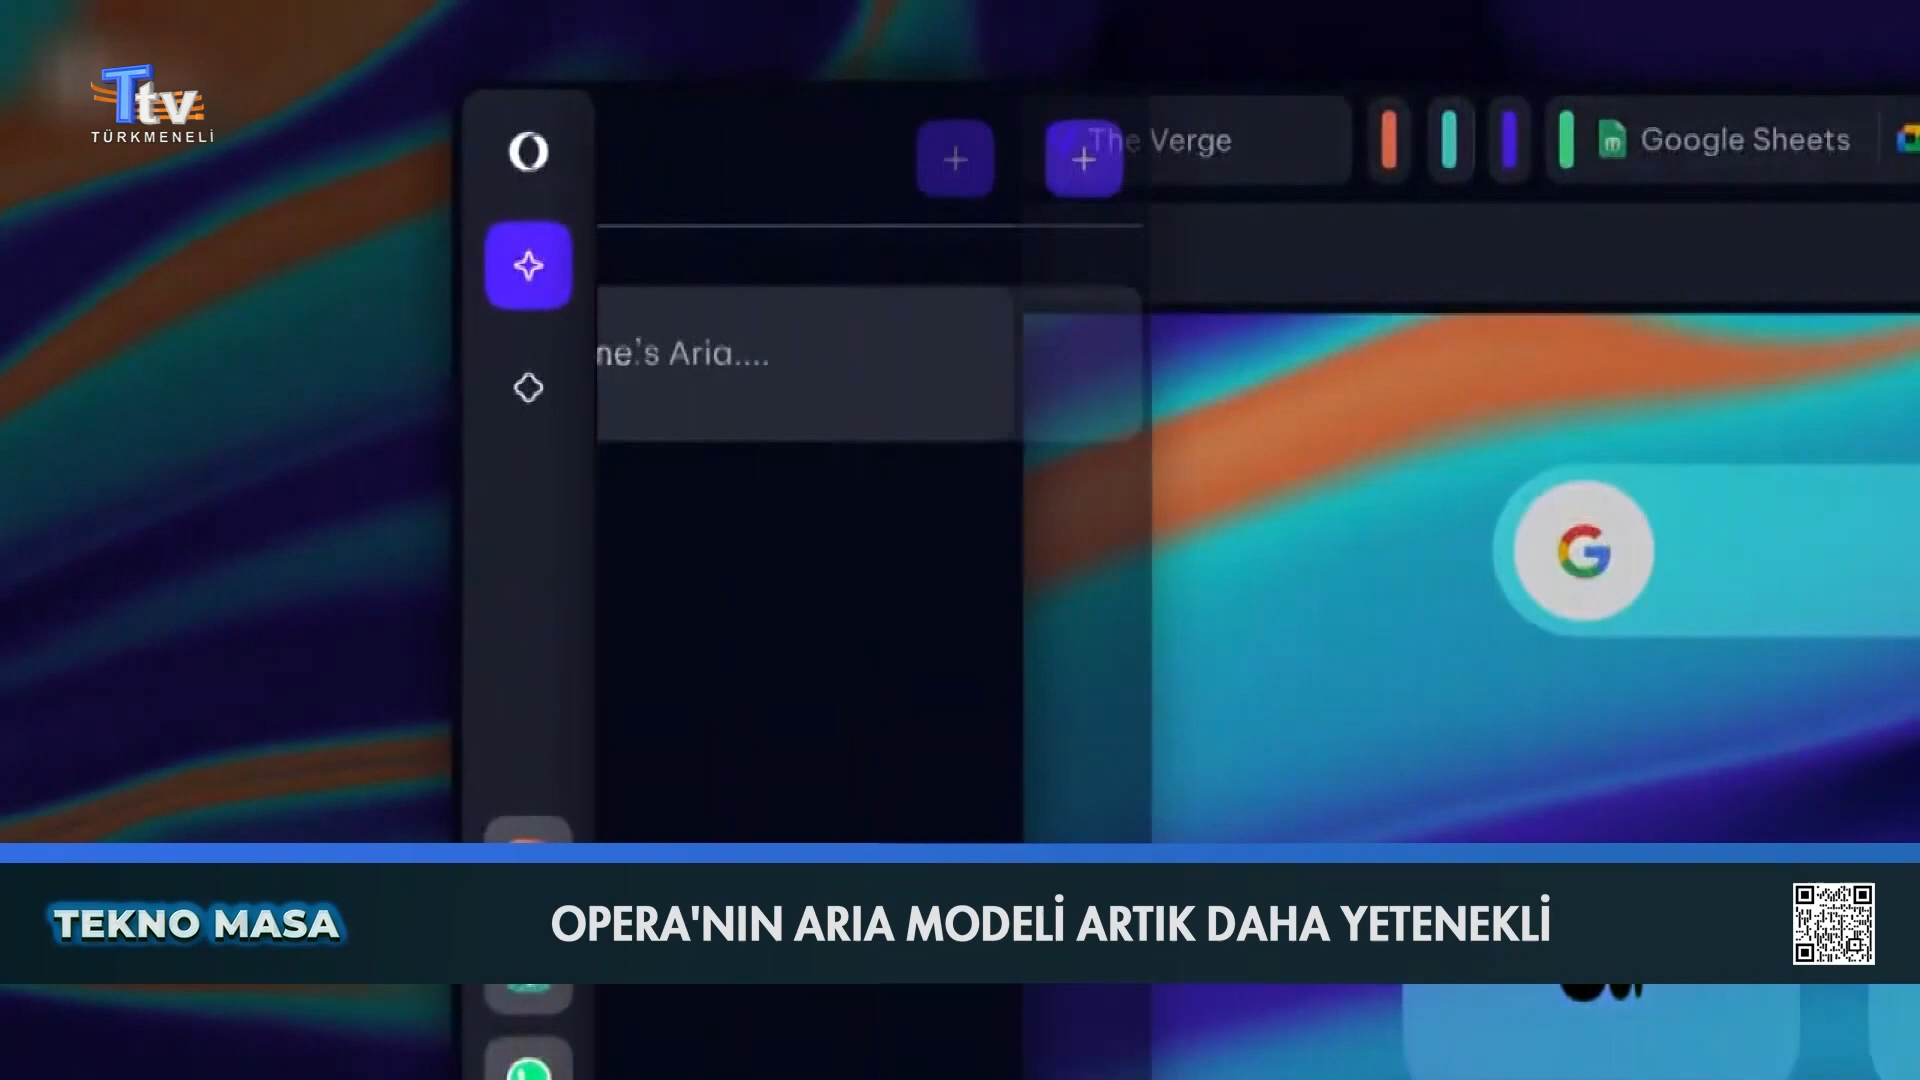 Ttv
TÜRKMENELİ
The Verge
Google Sheets
ne's Aria....
TEKNO MASA
OPERA'NIN ARIA MODELİ ARTIK DAHA YETENEKLİ